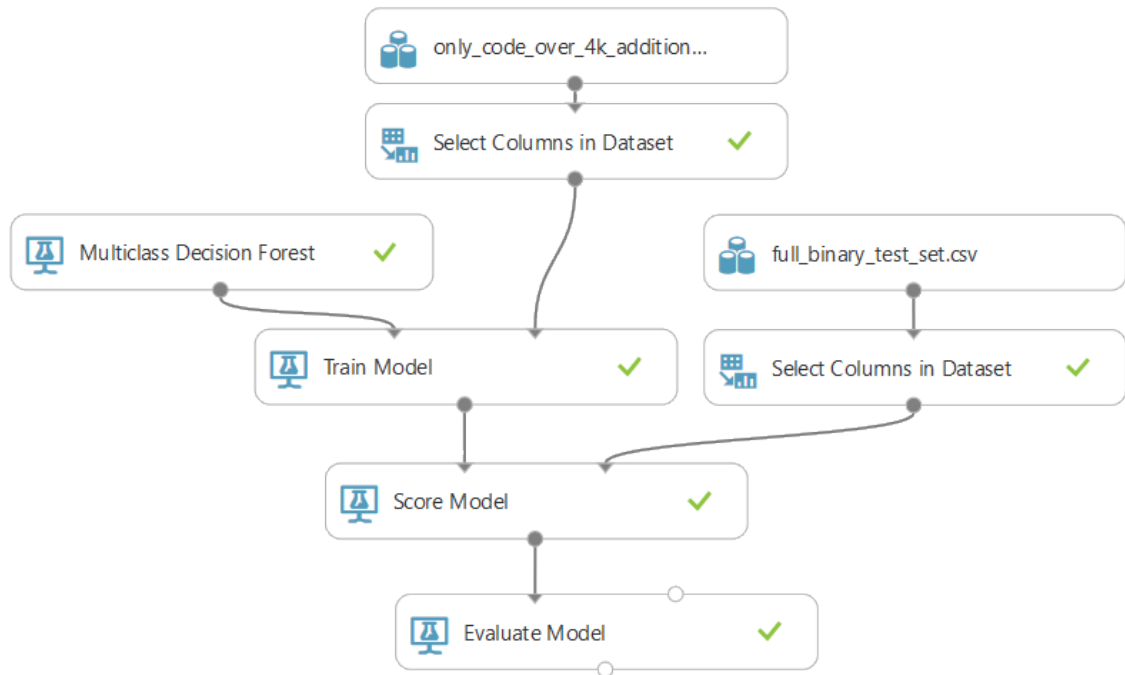 only_code_over_4k_addition...
Select Columns in Dataset
Multiclass Decision Forest
full_binary_test_set.csv
Train Model
Select Columns in Dataset
Score Model
Evaluate Model